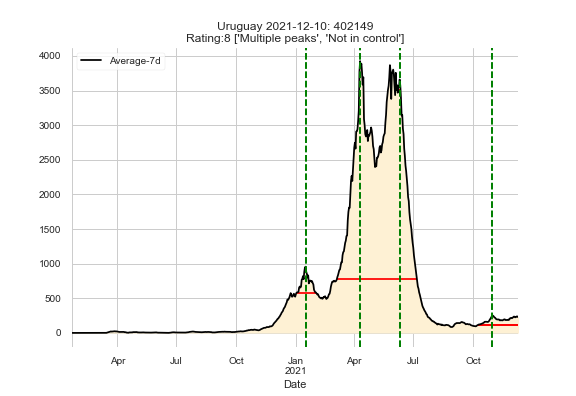 Uruguay 2021-12-10: 402149
Rating:8 ['Multiple peaks', 'Not in control']
Average-7d
4000
3500
3000
2500
2000
1500
1000
500
0
Apr Jul Oct Jan Apr Jul Oct
2021
Date